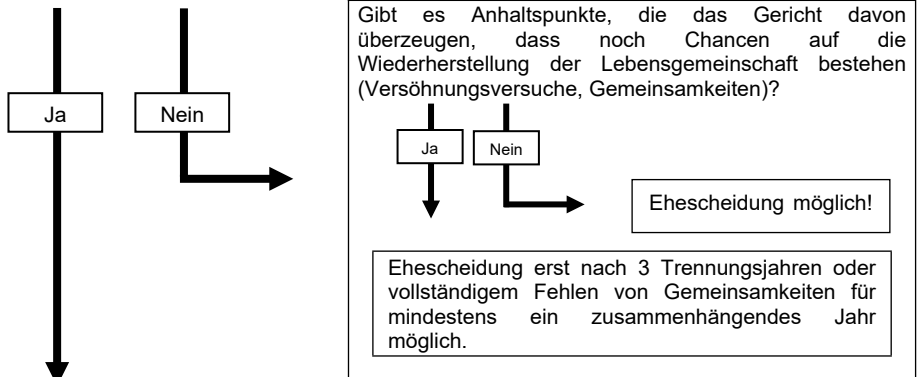 Gibt es Anhaltspunkte, die das Gericht davon
überzeugen, dass noch Chancen auf die
Wiederherstellung der Lebensgemeinschaft bestehen
(Versöhnungsversuche, Gemeinsamkeiten)?
Ja
Nein
Ja
Nein
Ehescheidung möglich!
Ehescheidung erst nach 3 Trennungsjahren oder
vollständigem Fehlen von Gemeinsamkeiten für
mindestens ein zusammenhängendes Jahr
möglich.